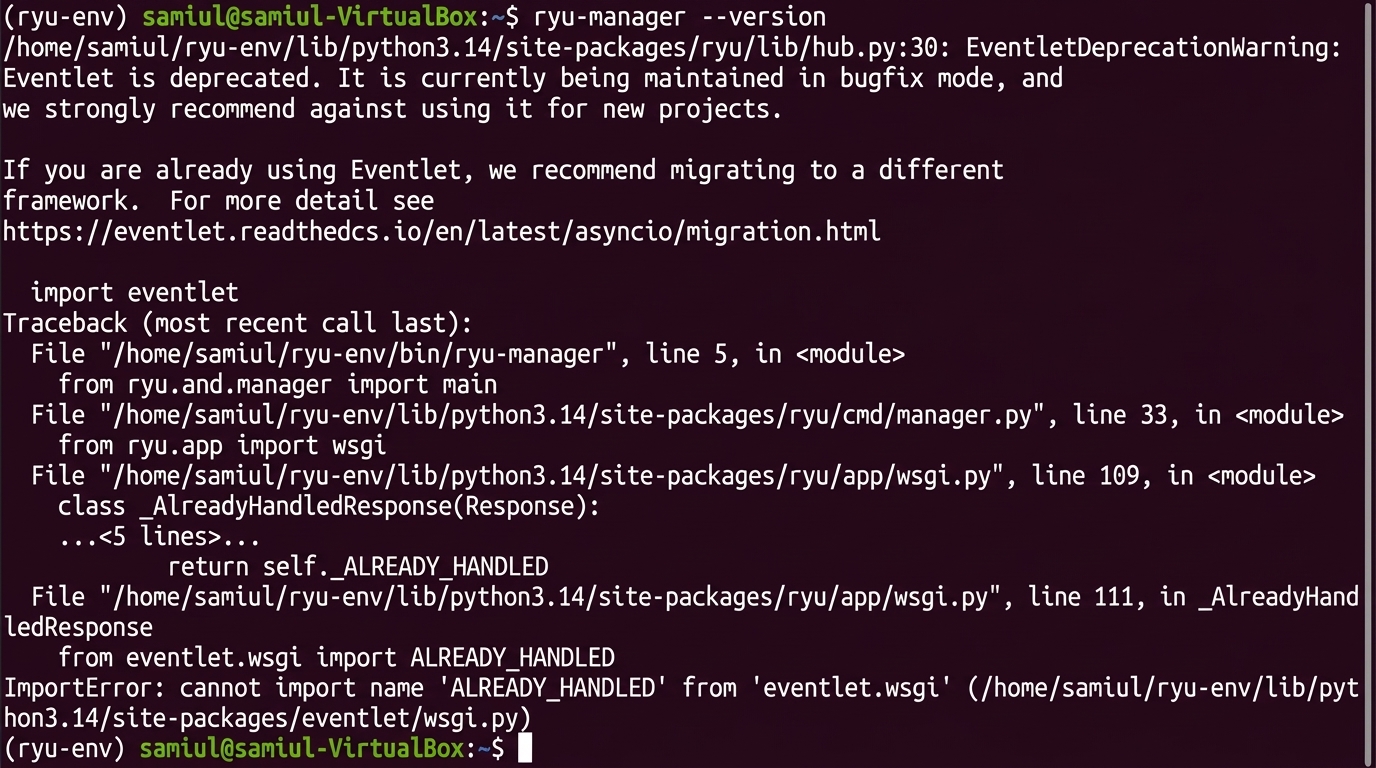 (ryu-env) samiul@samiul-VirtualBox:~$ ryu-manager --version
/home/samiul/ryu-env/lib/python3.14/site-packages/ryu/lib/hub.py:30: EventletDeprecationWarning:
Eventlet is deprecated. It is currently being maintained in bugfix mode, and
we strongly recommend against using it for new projects.

If you are already using Eventlet, we recommend migrating to a different
framework.  For more detail see
https://eventlet.readthedcs.io/en/latest/asyncio/migration.html

  import eventlet
Traceback (most recent call last):
  File "/home/samiul/ryu-env/bin/ryu-manager", line 5, in <module>
    from ryu.and.manager import main
  File "/home/samiul/ryu-env/lib/python3.14/site-packages/ryu/cmd/manager.py", line 33, in <module>
    from ryu.app import wsgi
  File "/home/samiul/ryu-env/lib/python3.14/site-packages/ryu/app/wsgi.py", line 109, in <module>
    class _AlreadyHandledResponse(Response):
    ...<5 lines>...
            return self._ALREADY_HANDLED
  File "/home/samiul/ryu-env/lib/python3.14/site-packages/ryu/app/wsgi.py", line 111, in _AlreadyHand
ledResponse
    from eventlet.wsgi import ALREADY_HANDLED
ImportError: cannot import name 'ALREADY_HANDLED' from 'eventlet.wsgi' (/home/samiul/ryu-env/lib/pyt
hon3.14/site-packages/eventlet/wsgi.py)
(ryu-env) samiul@samiul-VirtualBox:~$